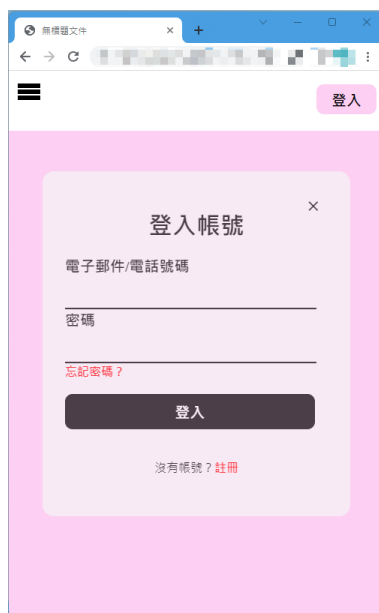 無標題文件
登入
登入帳號
電子郵件/電話號碼
密碼
忘記密碼？
登入
沒有帳號？註冊